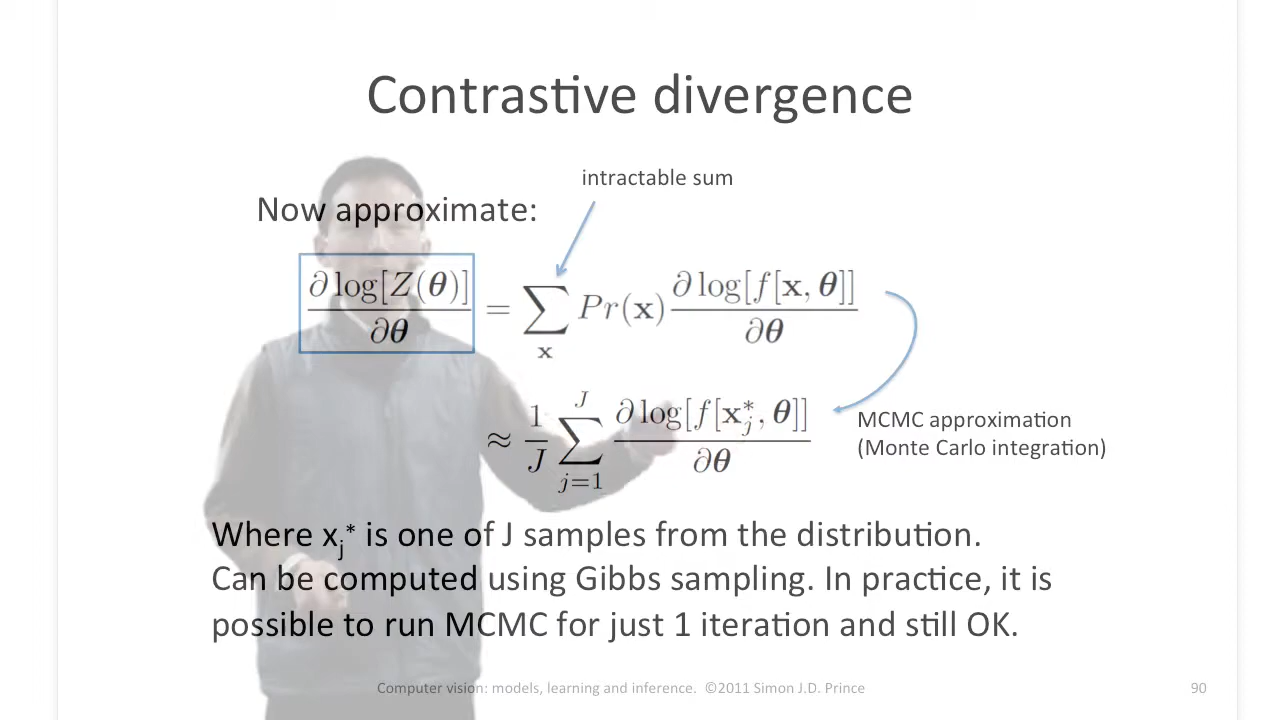 Contrastive divergence
intractable sum
Now approximate:
∂ log[Z(θ)] / ∂θ = ∑_x Pr(x) ∂ log[f[x, θ]] / ∂θ
≈ 1/J ∑_{j=1}^{J} ∂ log[f[x_j^*, θ]] / ∂θ
MCMC approximation
(Monte Carlo integration)
Where x_j^* is one of J samples from the distribution.
Can be computed using Gibbs sampling. In practice, it is
possible to run MCMC for just 1 iteration and still OK.
Computer vision: models, learning and inference. ©2011 Simon J.D. Prince
90